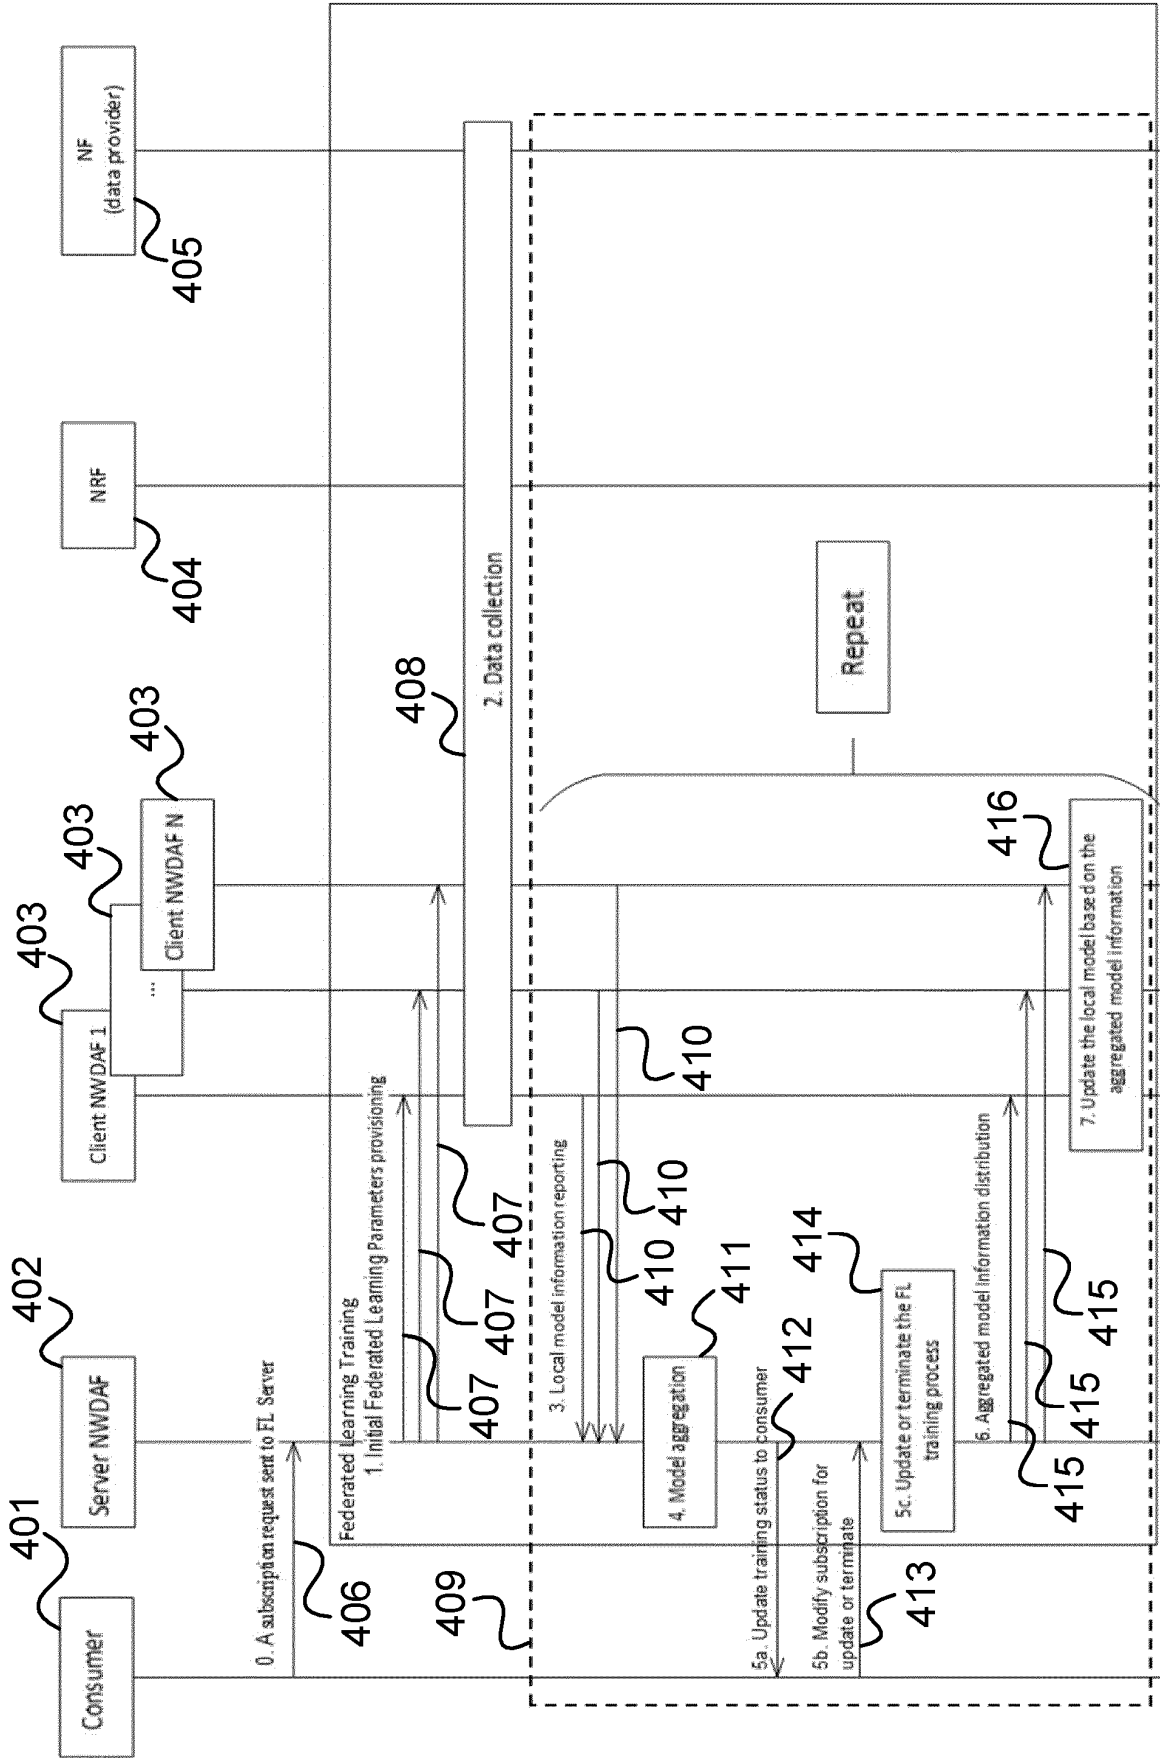 Consumer
401
Server NWDAF
402
Client NWDAF 1
403
...
403
Client NWDAF N
403
NRF
404
NF
(data provider)
405
0. A subscription request sent to FL Server
406
Federated Learning Training
1. Initial Federated Learning Parameters provisioning
407
407
407
2. Data collection
408
409
3. Local model information reporting
410
410
410
4. Model aggregation
411
5a. Update training status to consumer
412
5b. Modify subscription for
update or terminate
413
5c. Update or terminate the FL
training process
414
6. Aggregated model information distribution
415
415
415
7. Update the local model based on the
aggregated model information
416
Repeat